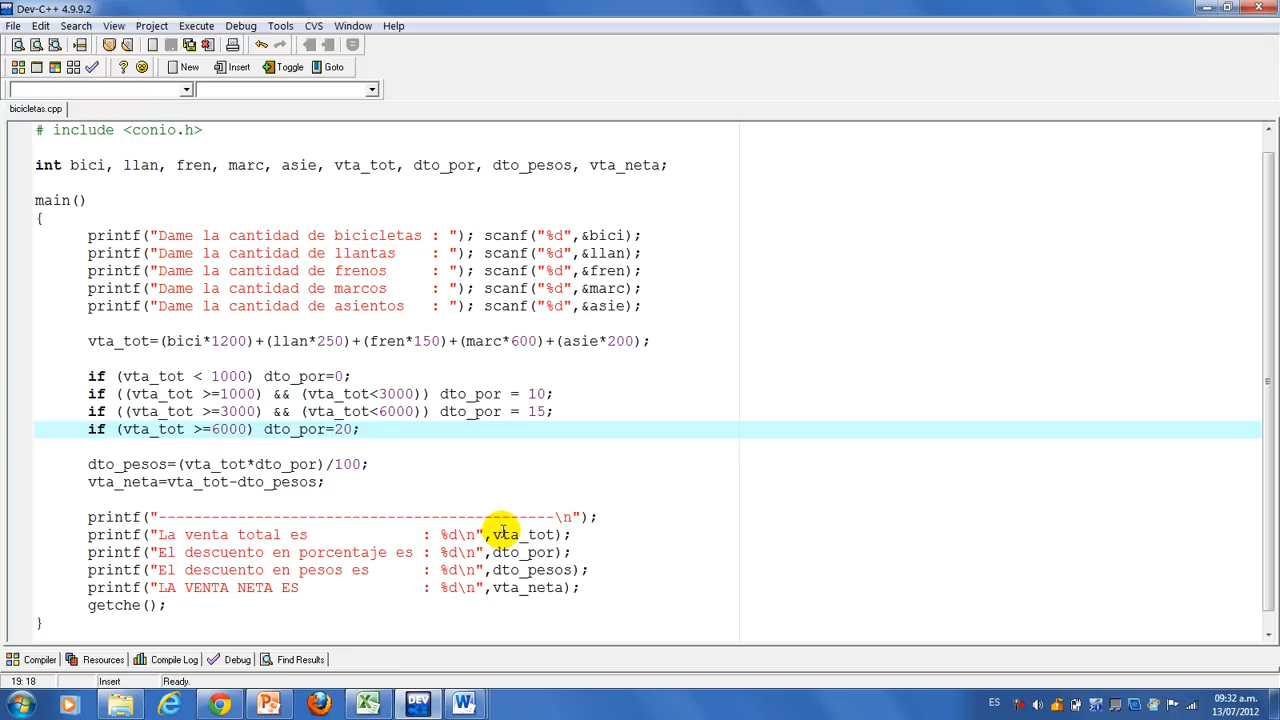 Dev-C++ 4.9.9.2
File Edit Search View Project Execute Debug Tools CVS Window Help
New Insert Toggle Goto
bicicletas.cpp
# include <conio.h>
int bici, llan, fren, marc, asie, vta_tot, dto_por, dto_pesos, vta_neta;
main()
{
printf("Dame la cantidad de bicicletas : "); scanf("%d",&bici);
printf("Dame la cantidad de llantas    : "); scanf("%d",&llan);
printf("Dame la cantidad de frenos     : "); scanf("%d",&fren);
printf("Dame la cantidad de marcos     : "); scanf("%d",&marc);
printf("Dame la cantidad de asientos   : "); scanf("%d",&asie);
vta_tot=(bici*1200)+(llan*250)+(fren*150)+(marc*600)+(asie*200);
if (vta_tot < 1000) dto_por=0;
if ((vta_tot >=1000) && (vta_tot<3000)) dto_por = 10;
if ((vta_tot >=3000) && (vta_tot<6000)) dto_por = 15;
if (vta_tot >=6000) dto_por=20;
dto_pesos=(vta_tot*dto_por)/100;
vta_neta=vta_tot-dto_pesos;
printf("---------------------------------------------\n");
printf("La venta total es             : %d\n",vta_tot);
printf("El descuento en porcentaje es : %d\n",dto_por);
printf("El descuento en pesos es      : %d\n",dto_pesos);
printf("LA VENTA NETA ES              : %d\n",vta_neta);
getche();
}
Compiler Resources Compile Log Debug Find Results
19: 18 Insert Ready.
DEV
ES 09:32 a.m.
13/07/2012